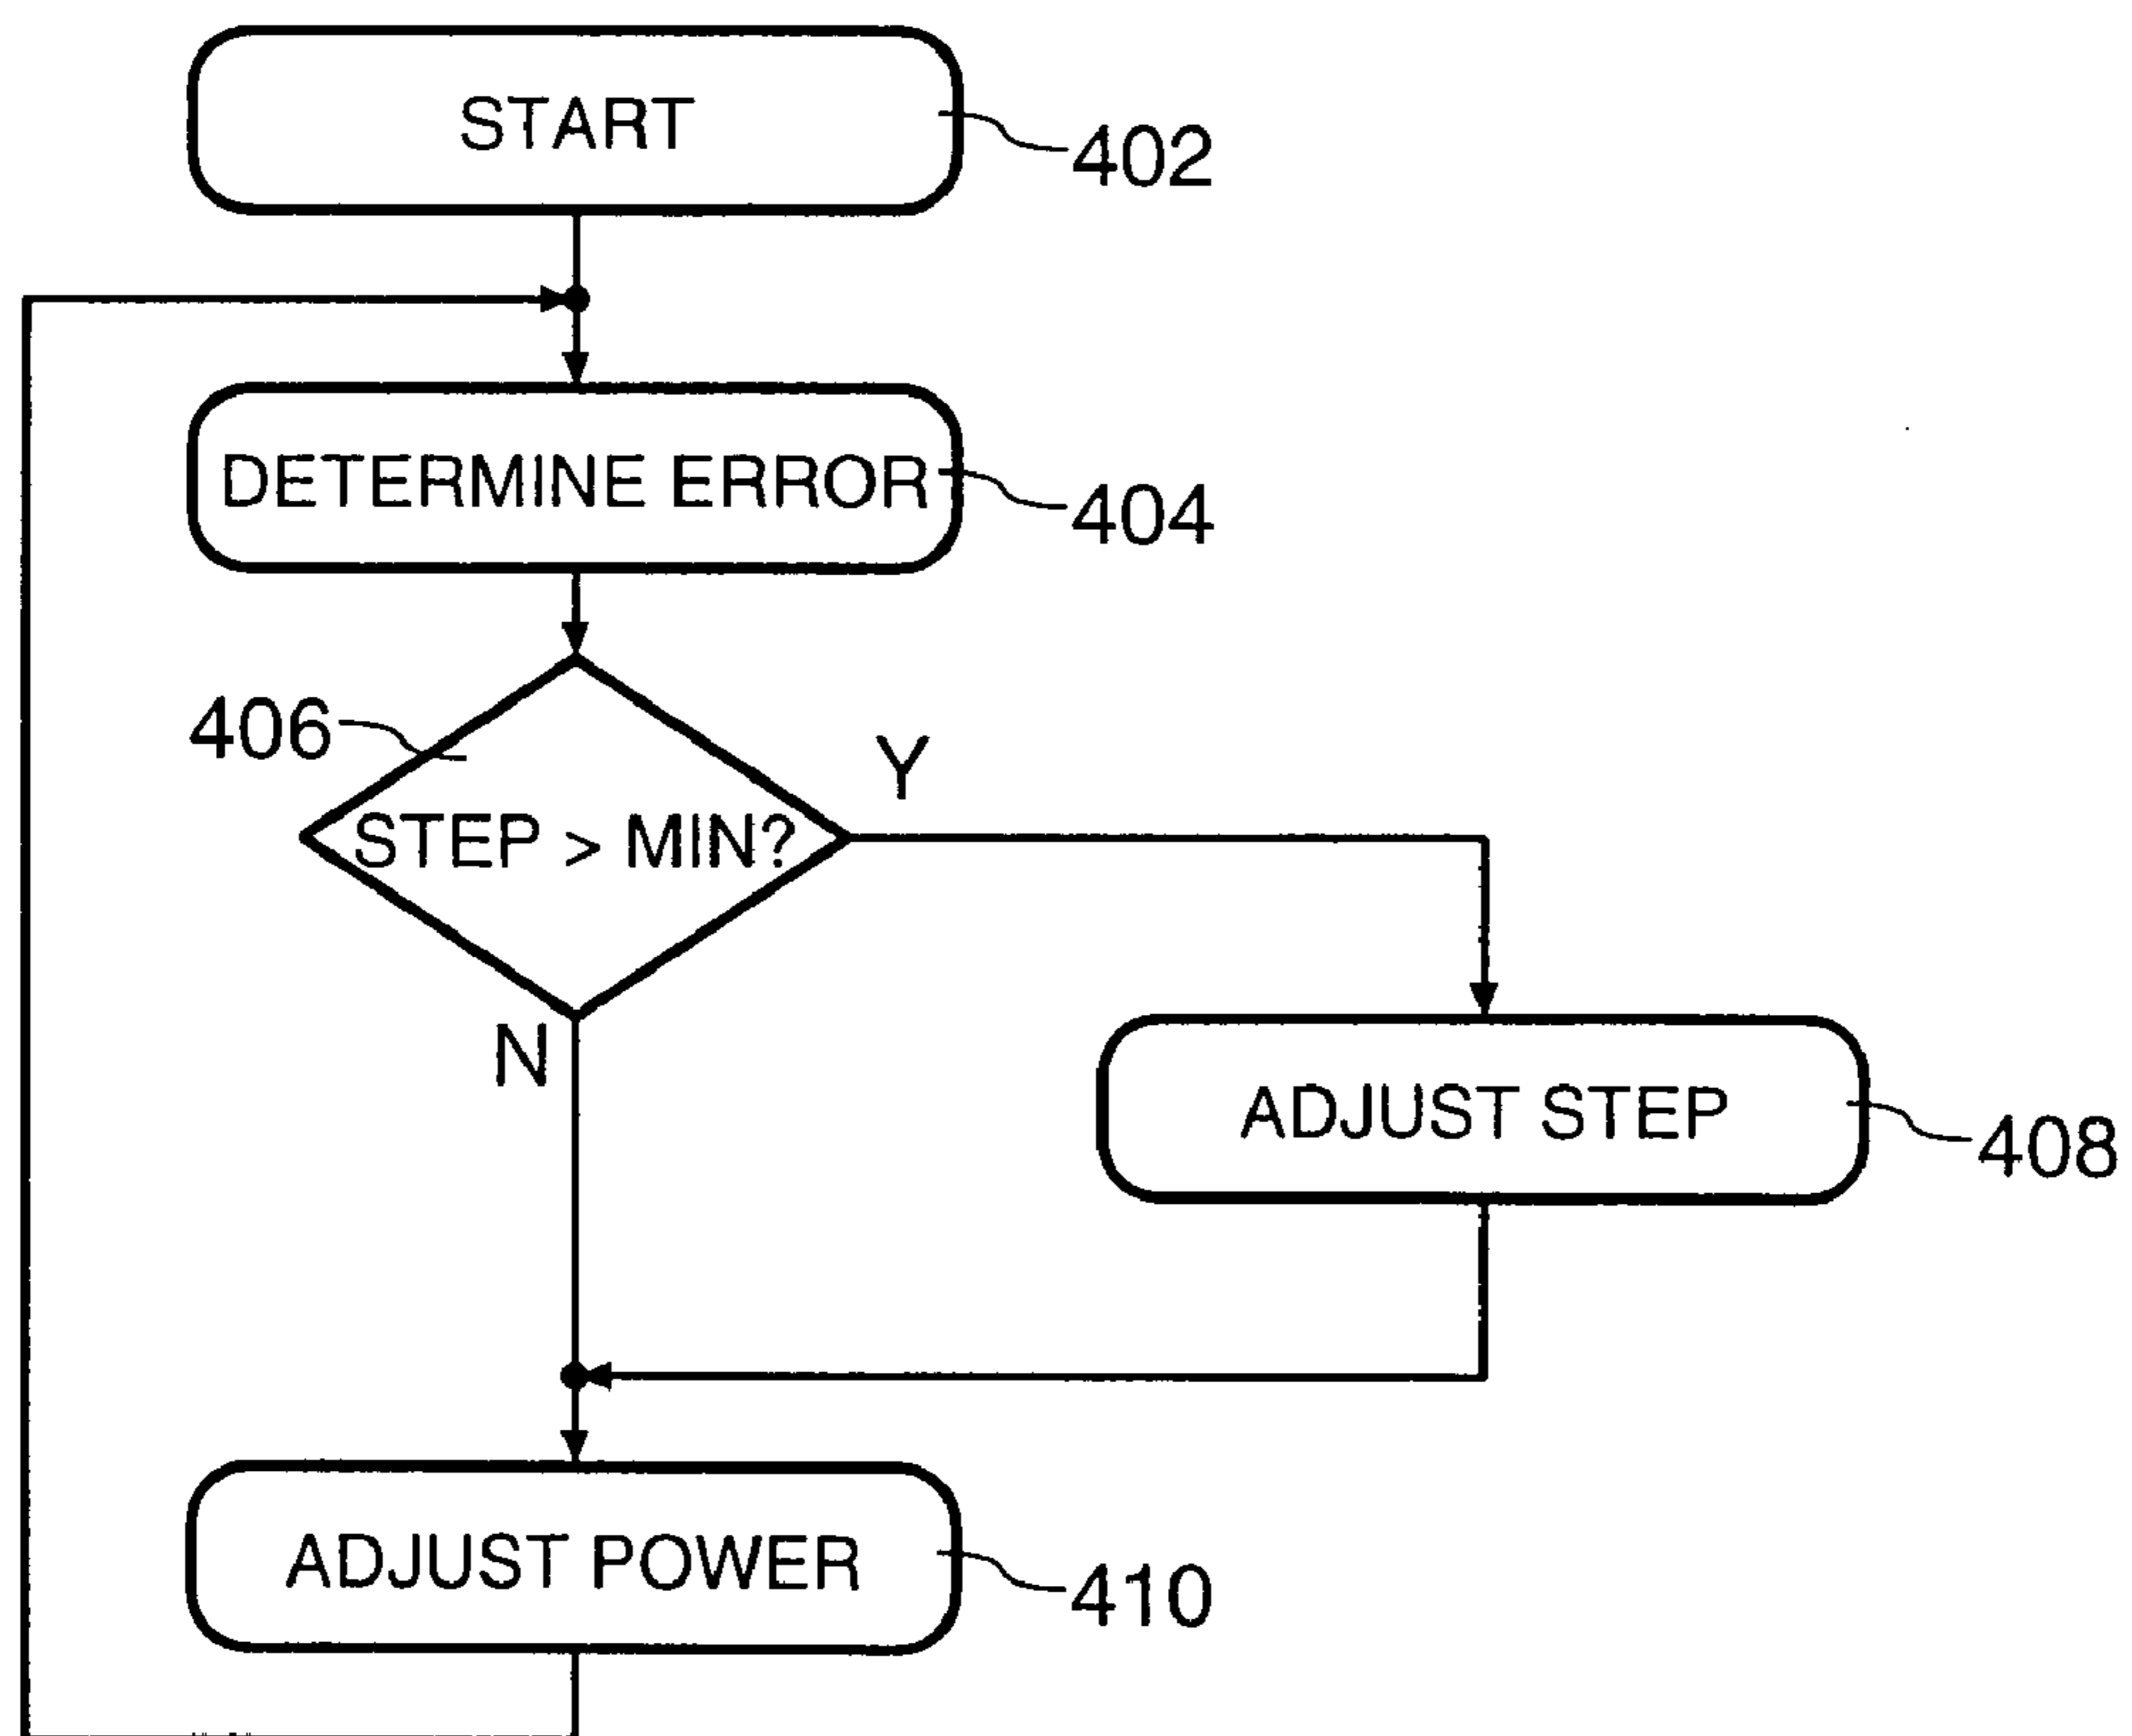 START
402
DETERMINE ERROR
404
406
STEP > MIN?
Y
N
ADJUST STEP
408
ADJUST POWER
410